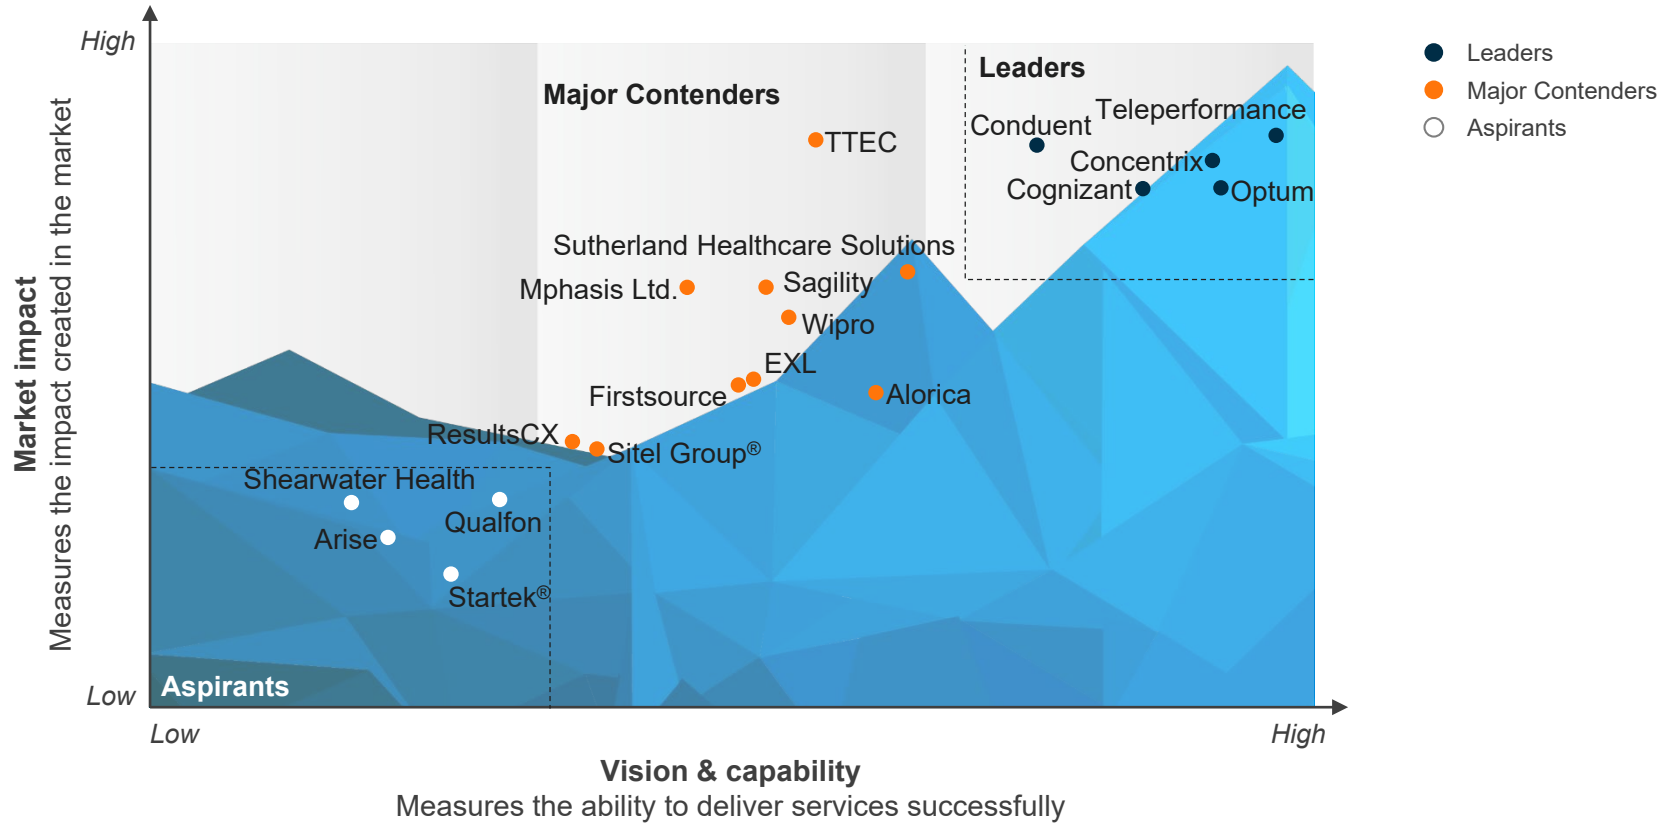 High
Market impact
Measures the impact created in the market
Low
Major Contenders
Leaders
TTEC
Conduent
Teleperformance
Concentrix
Cognizant
Optum
Sutherland Healthcare Solutions
Mphasis Ltd.
Sagility
Wipro
EXL
Firstsource
Alorica
ResultsCX
Sitel Group®
Shearwater Health
Qualfon
Arise
Startek®
Aspirants
Low
High
Vision & capability
Measures the ability to deliver services successfully
Leaders
Major Contenders
Aspirants